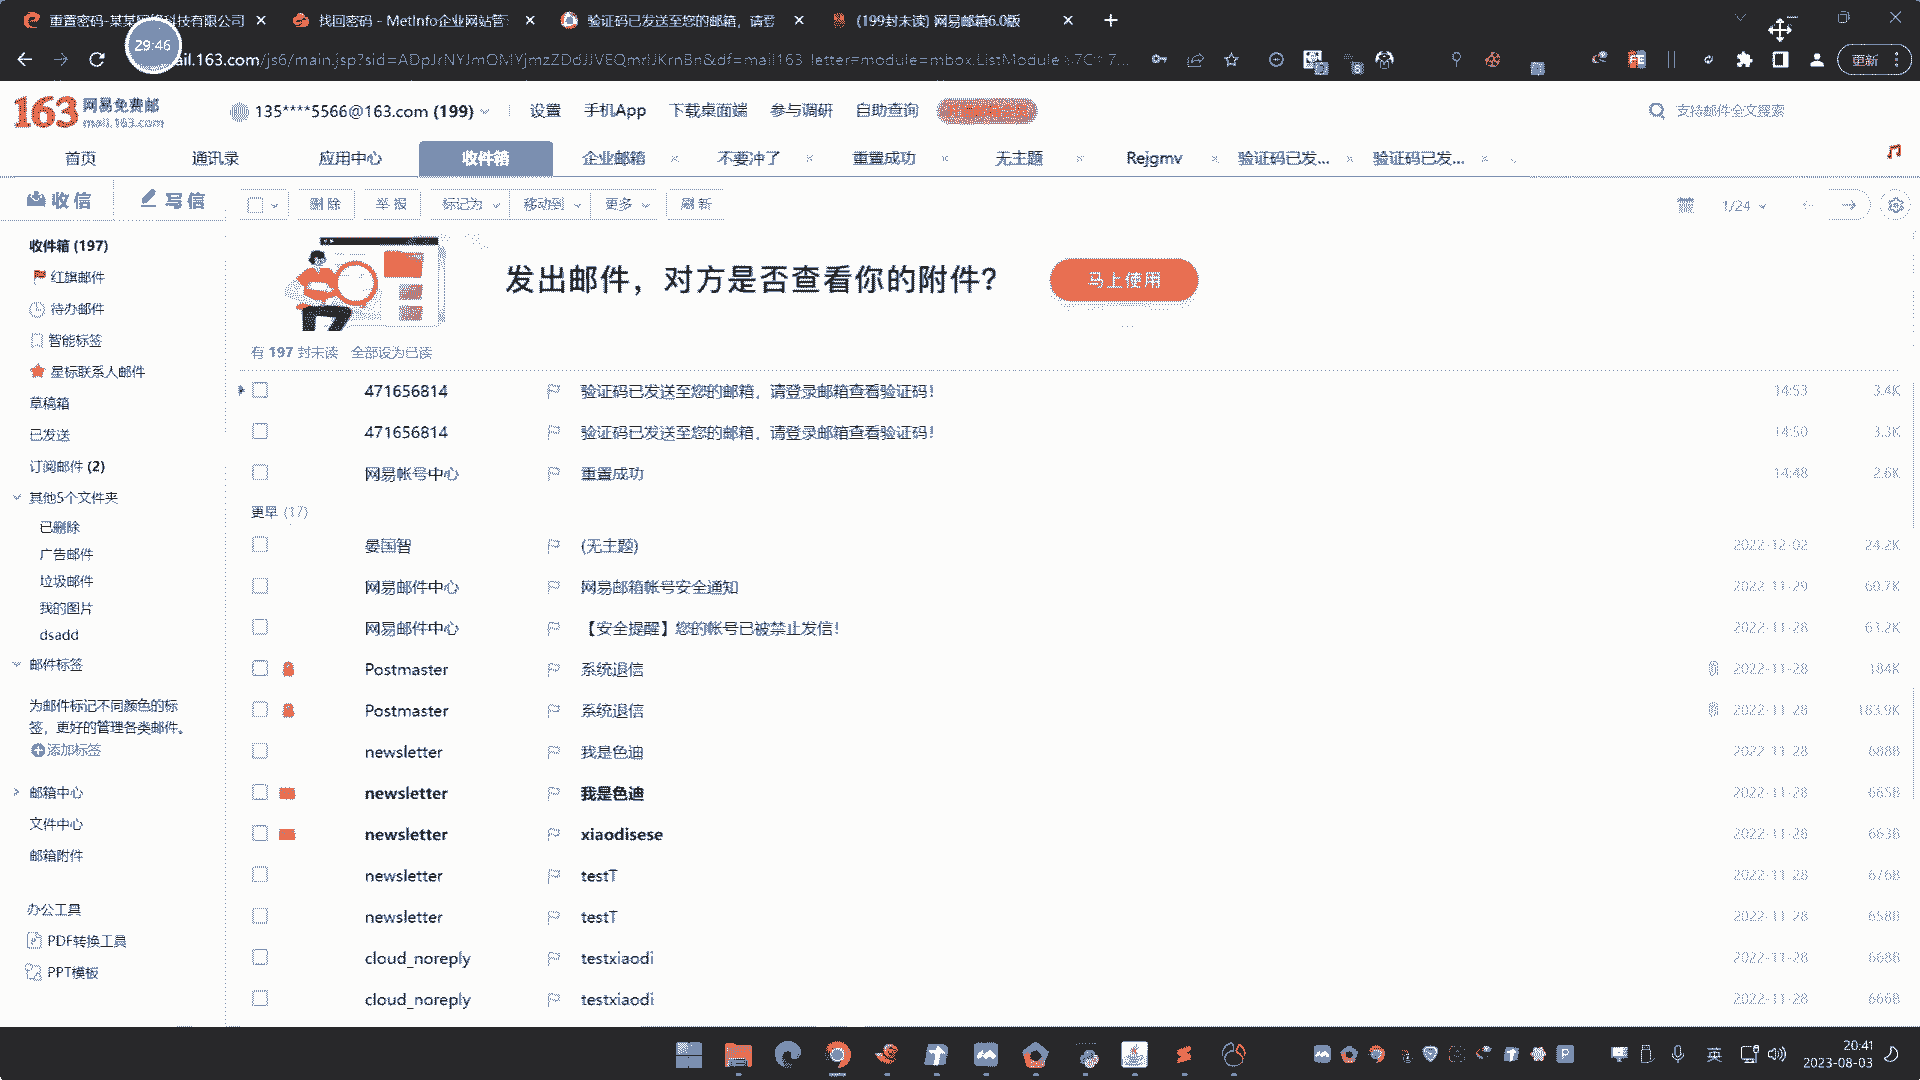 重置密码-某某网络科技有限公司
找回密码 - MetInfo企业网站管
验证码已发送至您的邮箱，请登
(199封未读) 网易邮箱6.0版
29:46
更新
163 网易免费邮
mail.163.com
135****5566@163.com (199)
设置
手机App
下载桌面端
参与调研
自助查询
支持邮件全文搜索
首页
通讯录
应用中心
收件箱
企业邮箱
不要冲了
重置成功
无主题
Rejgmv
验证码已发...
验证码已发...
收信
写信
删除
举报
标记为
移动到
更多
刷新
1/24
收件箱 (197)
红旗邮件
待办邮件
智能标签
星标联系人邮件
草稿箱
已发送
订阅邮件 (2)
其他5个文件夹
已删除
广告邮件
垃圾邮件
我的图片
dsadd
邮件标签
为邮件标记不同颜色的标
签，更好的管理各类邮件。
添加标签
邮箱中心
文件中心
邮箱附件
办公工具
PDF转换工具
PPT模板
发出邮件，对方是否查看你的附件？
马上使用
有 197 封未读 全部设为已读
471656814 验证码已发送至您的邮箱，请登录邮箱查看验证码！ 14:53 3.4K
471656814 验证码已发送至您的邮箱，请登录邮箱查看验证码！ 14:50 3.3K
网易帐号中心 重置成功 14:48 2.6K
更早 (17)
晏国智 (无主题) 2022-12-02 24.2K
网易邮件中心 网易邮箱帐号安全通知 2022-11-29 60.7K
网易邮件中心 【安全提醒】您的帐号已被禁止发信！ 2022-11-28 61.2K
Postmaster 系统退信 2022-11-28 184K
Postmaster 系统退信 2022-11-28 183.9K
newsletter 我是色迪 2022-11-28 688B
newsletter 我是色迪 2022-11-28 665B
newsletter xiaodisese 2022-11-28 663B
newsletter testT 2022-11-28 676B
newsletter testT 2022-11-28 658B
cloud_noreply testxiaodi 2022-11-28 668B
cloud_noreply testxiaodi 2022-11-28 666B
英
20:41
2023-08-03